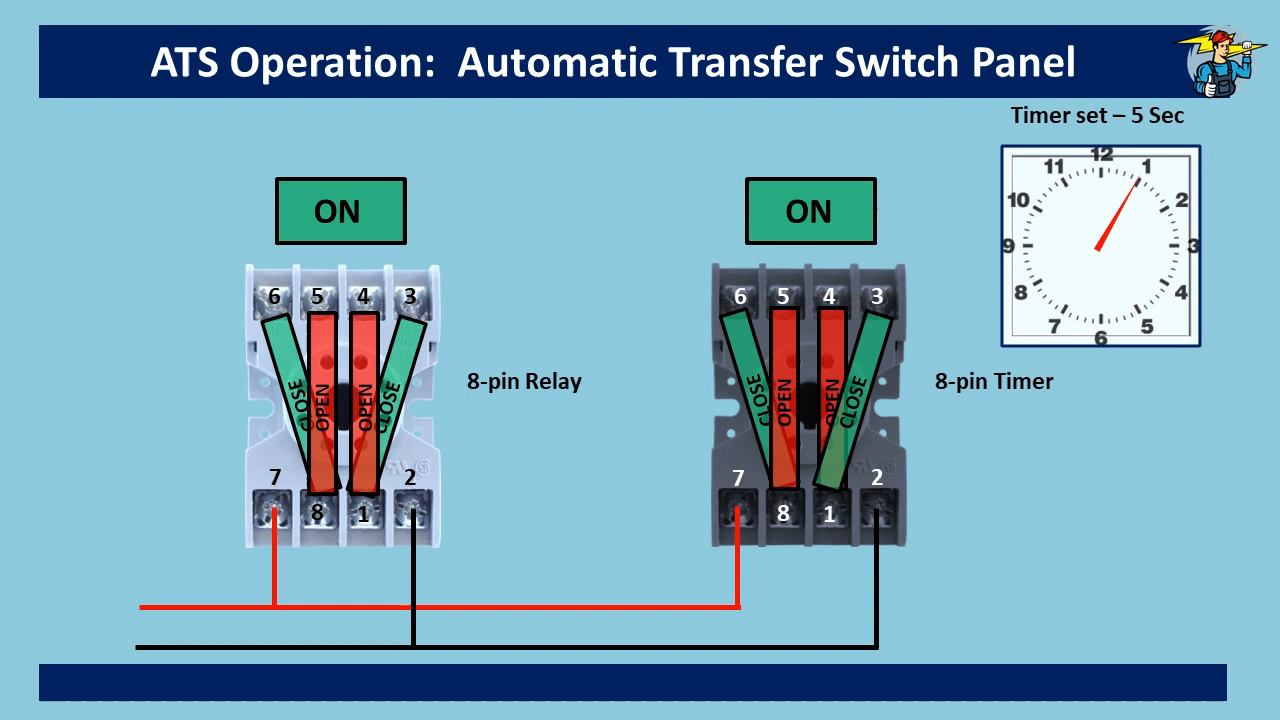 ATS Operation: Automatic Transfer Switch Panel
Timer set – 5 Sec
12
11 1
10 2
9 3
8 4
7 5
6
ON ON
6 5 4 3
6 5 4 3
CLOSE OPEN OPEN CLOSE
8-pin Relay
CLOSE OPEN OPEN CLOSE
8-pin Timer
7 2
8 1
7 2
8 1